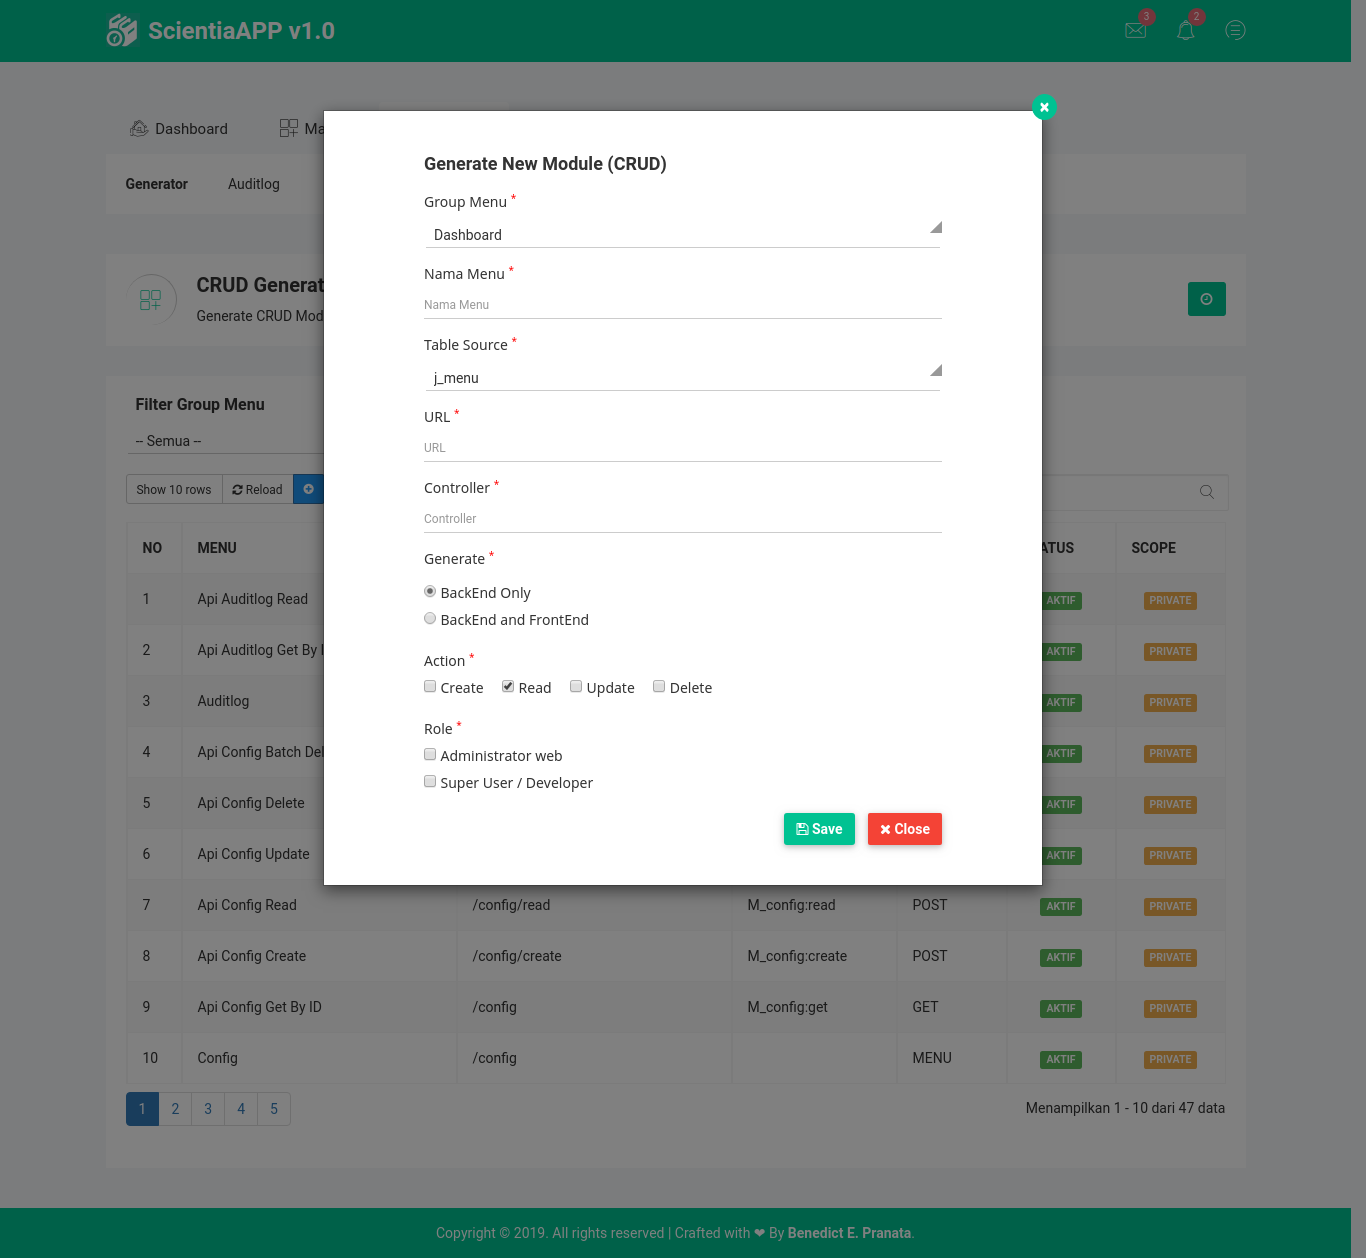 ScientiaAPP v1.0
3
2
Dashboard
Ma
Generator Auditlog
CRUD Generat
Generate CRUD Mod
Filter Group Menu
-- Semua --
Show 10 rows Reload
NO MENU ATUS SCOPE
1 Api Auditlog Read AKTIF PRIVATE
2 Api Auditlog Get By I AKTIF PRIVATE
3 Auditlog AKTIF PRIVATE
4 Api Config Batch Del AKTIF PRIVATE
5 Api Config Delete AKTIF PRIVATE
6 Api Config Update AKTIF PRIVATE
7 Api Config Read /config/read M_config:read POST AKTIF PRIVATE
8 Api Config Create /config/create M_config:create POST AKTIF PRIVATE
9 Api Config Get By ID /config M_config:get GET AKTIF PRIVATE
10 Config /config MENU AKTIF PRIVATE
1 2 3 4 5 Menampilkan 1 - 10 dari 47 data
Generate New Module (CRUD)
Group Menu *
Dashboard
Nama Menu *
Nama Menu
Table Source *
j_menu
URL *
URL
Controller *
Controller
Generate *
BackEnd Only
BackEnd and FrontEnd
Action *
Create Read Update Delete
Role *
Administrator web
Super User / Developer
Save Close
Copyright © 2019. All rights reserved | Crafted with ❤ By Benedict E. Pranata.